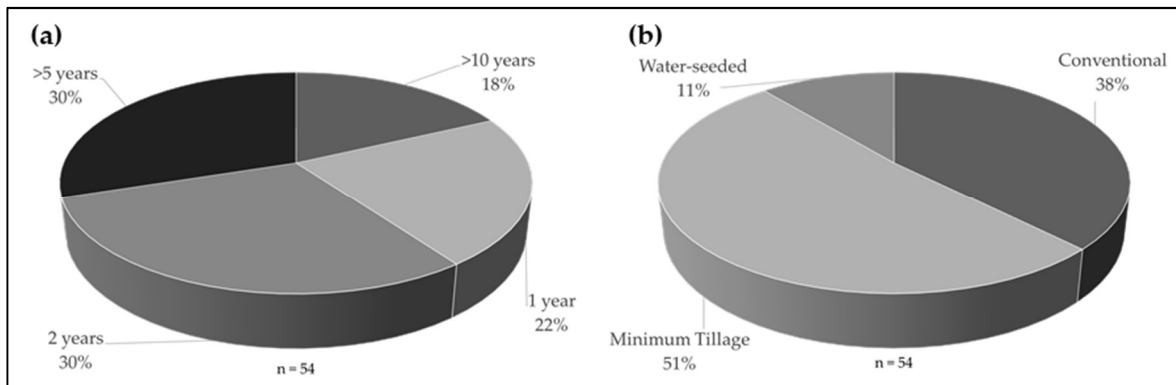 (a)
>5 years
30%
>10 years
18%
1 year
22%
2 years
30%
n = 54
(b)
Water-seeded
11%
Conventional
38%
Minimum Tillage
51%
n = 54